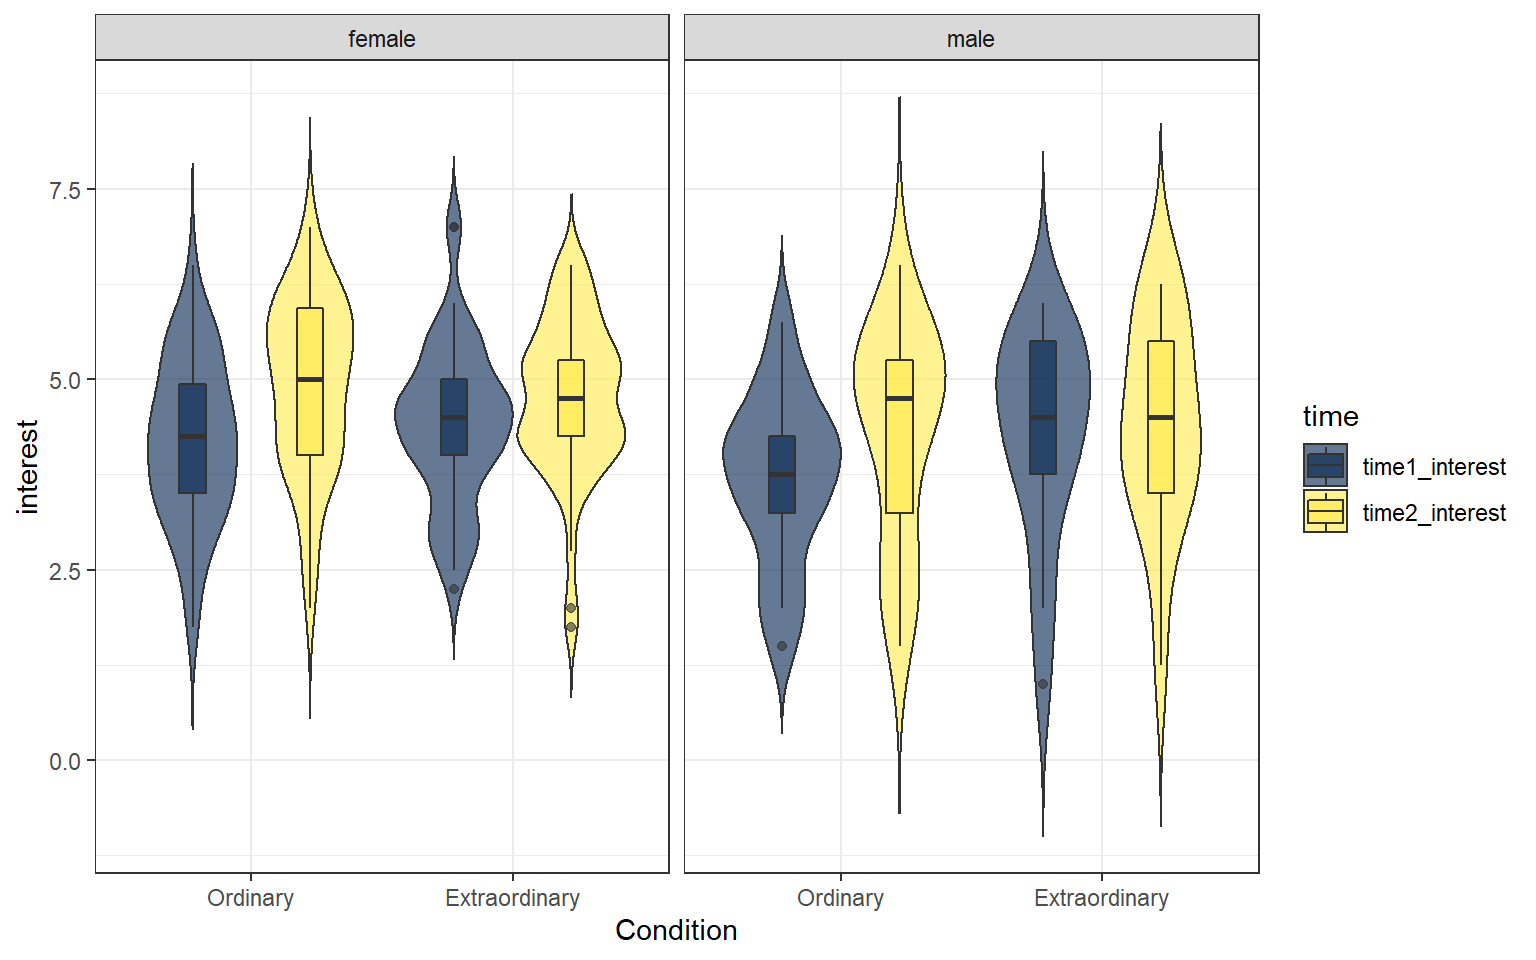 female
male
interest
7.5
5.0
2.5
0.0
Ordinary
Extraordinary
Ordinary
Extraordinary
Condition
time
time1_interest
time2_interest